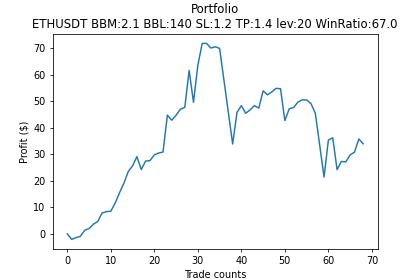 Portfolio
ETHUSDT BBM:2.1 BBL:140 SL:1.2 TP:1.4 lev:20 WinRatio:67.0
70
60
50
40
30
20
10
0
Profit ($)
0 10 20 30 40 50 60 70
Trade counts